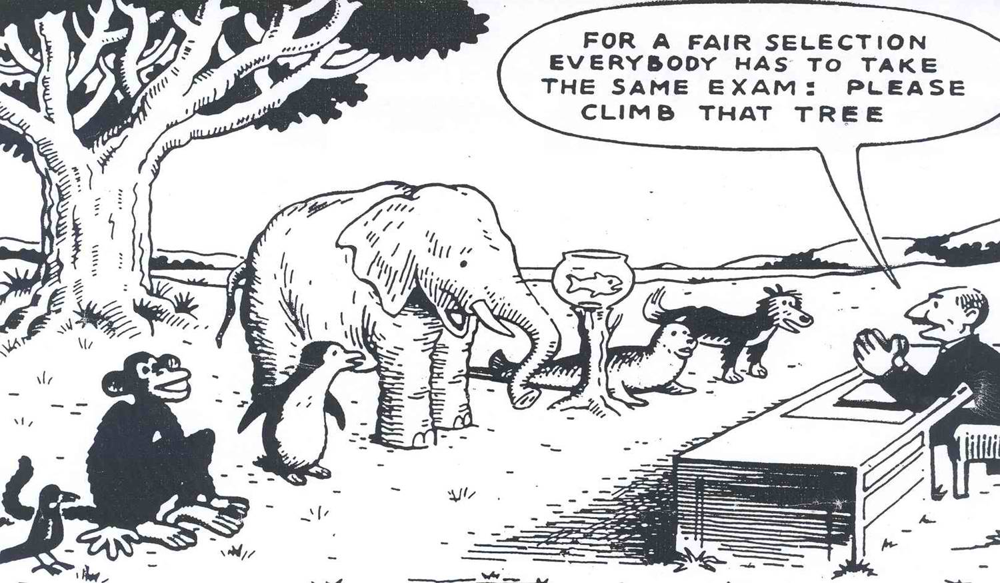 FOR A FAIR SELECTION
EVERYBODY HAS TO TAKE
THE SAME EXAM: PLEASE
CLIMB THAT TREE